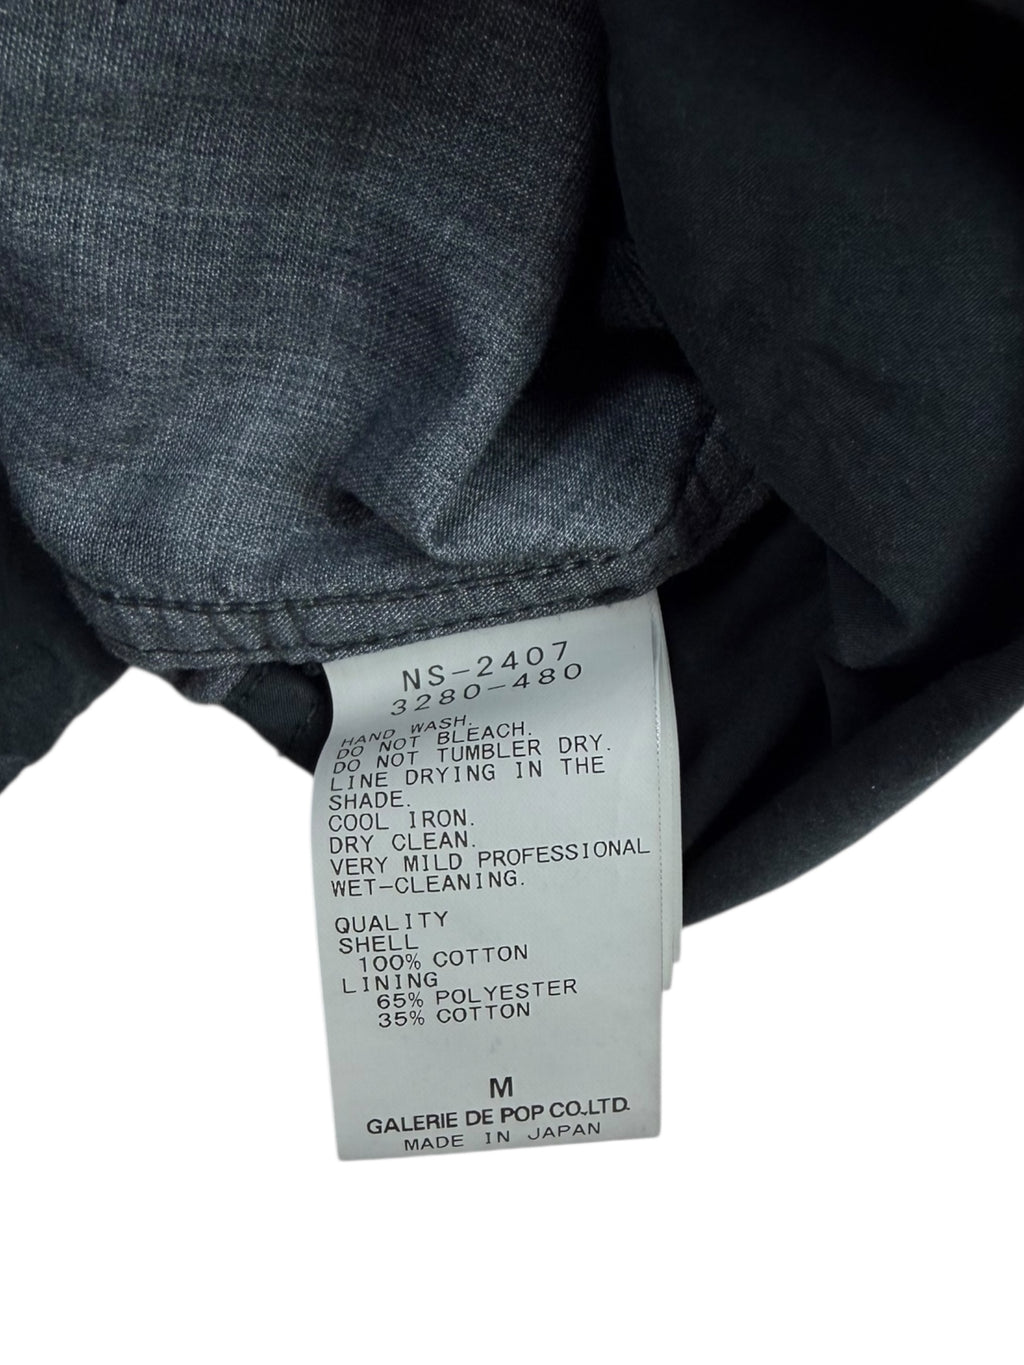 NS-2407
3280-480
HAND WASH.
DO NOT BLEACH.
DO NOT TUMBLER DRY.
LINE DRYING IN THE
SHADE.
COOL IRON.
DRY CLEAN.
VERY MILD PROFESSIONAL
WET-CLEANING.
QUALITY
SHELL
100% COTTON
LINING
65% POLYESTER
35% COTTON
M
GALERIE DE POP CO.,LTD.
MADE IN JAPAN